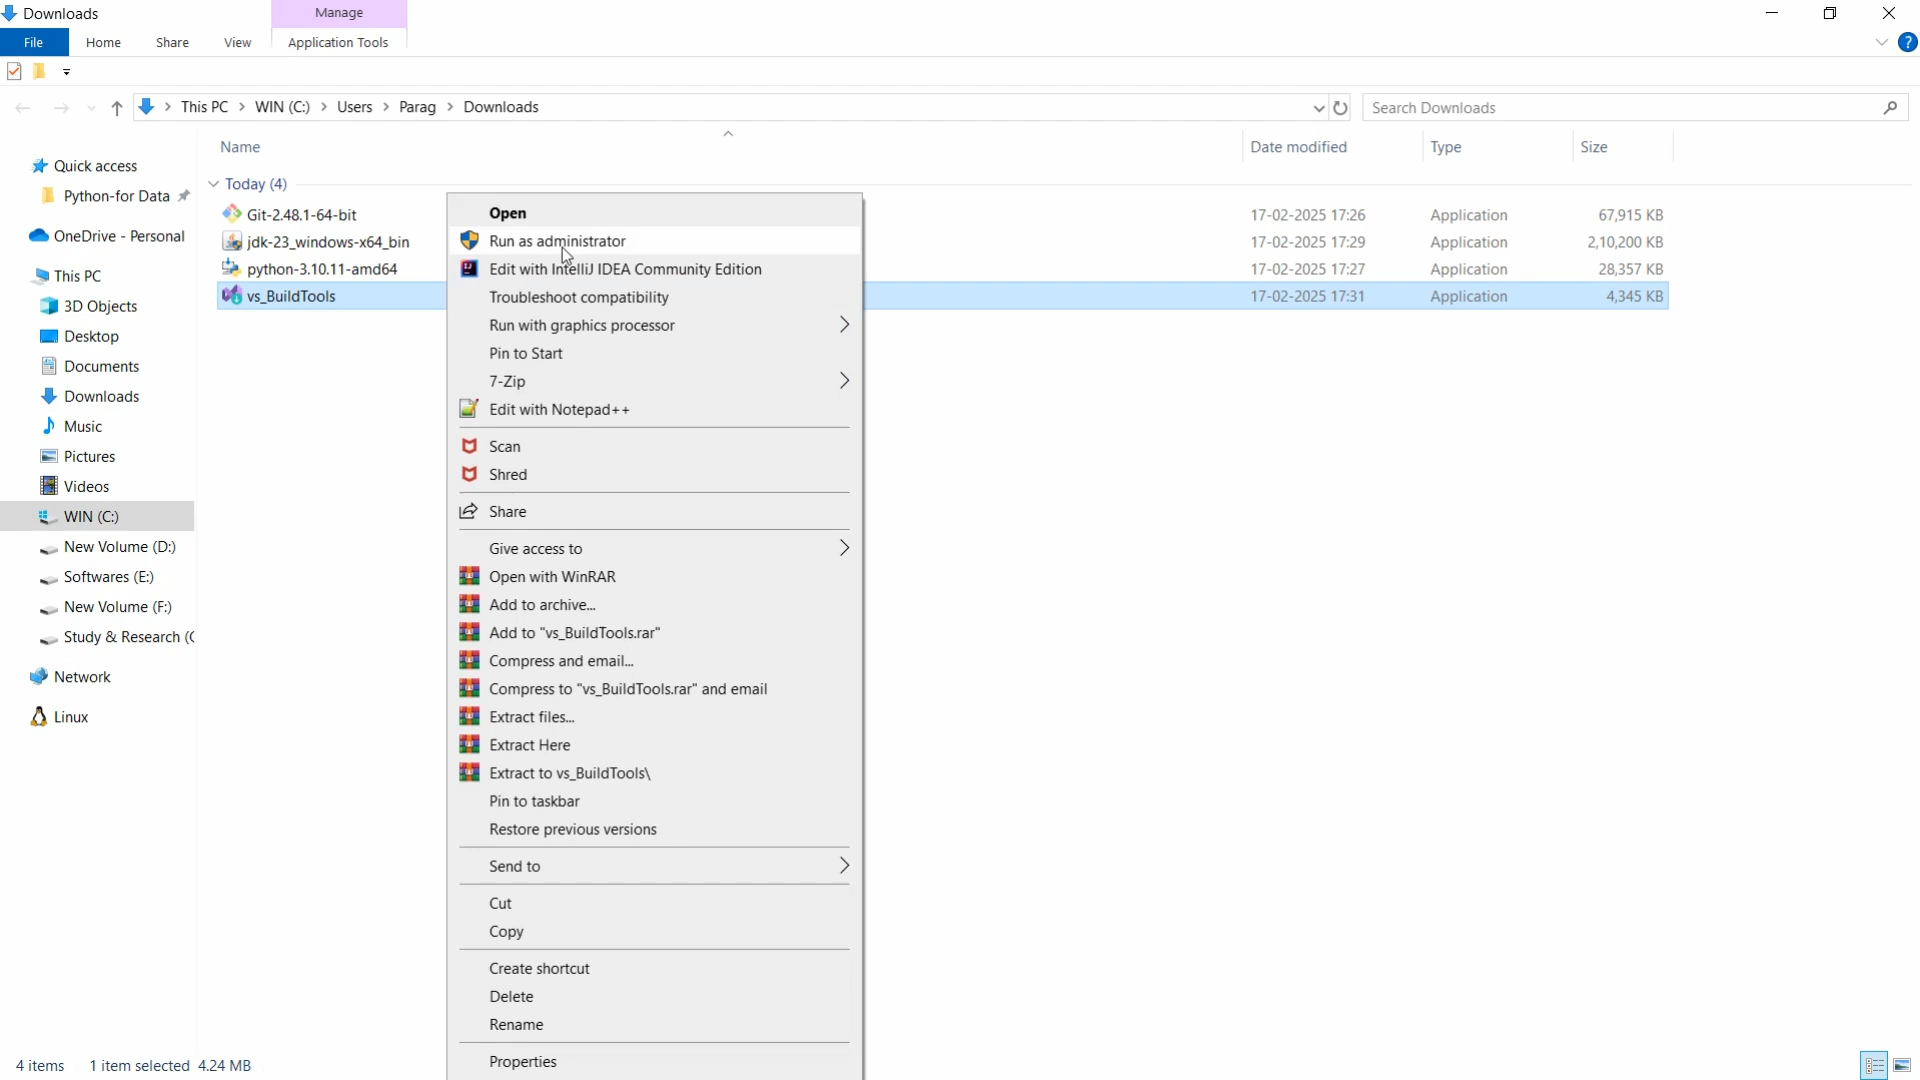 Downloads
Manage
File
Home
Share
View
Application Tools
This PC
WIN (C:)
Users
Parag
Downloads
Search Downloads
Name
Date modified
Type
Size
Quick access
Python-for Data
OneDrive - Personal
This PC
3D Objects
Desktop
Documents
Downloads
Music
Pictures
Videos
WIN (C:)
New Volume (D:)
Softwares (E:)
New Volume (F:)
Study & Research (
Network
Linux
Today (4)
Git-2.48.1-64-bit 17-02-2025 17:26 Application 67,915 KB
jdk-23_windows-x64_bin 17-02-2025 17:29 Application 2,10,200 KB
python-3.10.11-amd64 17-02-2025 17:27 Application 28,357 KB
vs_BuildTools 17-02-2025 17:31 Application 4,345 KB
Open
Run as administrator
Edit with IntelliJ IDEA Community Edition
Troubleshoot compatibility
Run with graphics processor
Pin to Start
7-Zip
Edit with Notepad++
Scan
Shred
Share
Give access to
Open with WinRAR
Add to archive...
Add to "vs_BuildTools.rar"
Compress and email...
Compress to "vs_BuildTools.rar" and email
Extract files...
Extract Here
Extract to vs_BuildTools\
Pin to taskbar
Restore previous versions
Send to
Cut
Copy
Create shortcut
Delete
Rename
Properties
4 items 1 item selected 4.24 MB